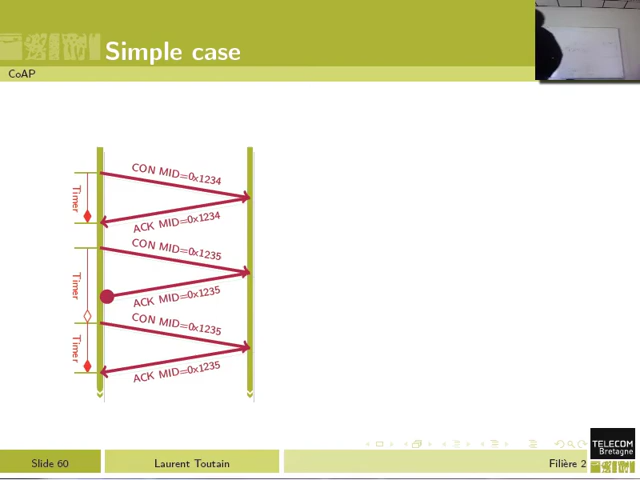 Simple case
CoAP
CON MID=0x1234
Timer
ACK MID=0x1234
CON MID=0x1235
Timer
ACK MID=0x1235
CON MID=0x1235
Timer
ACK MID=0x1235
TELECOM
Bretagne
Slide 60
Laurent Toutain
Filière 2